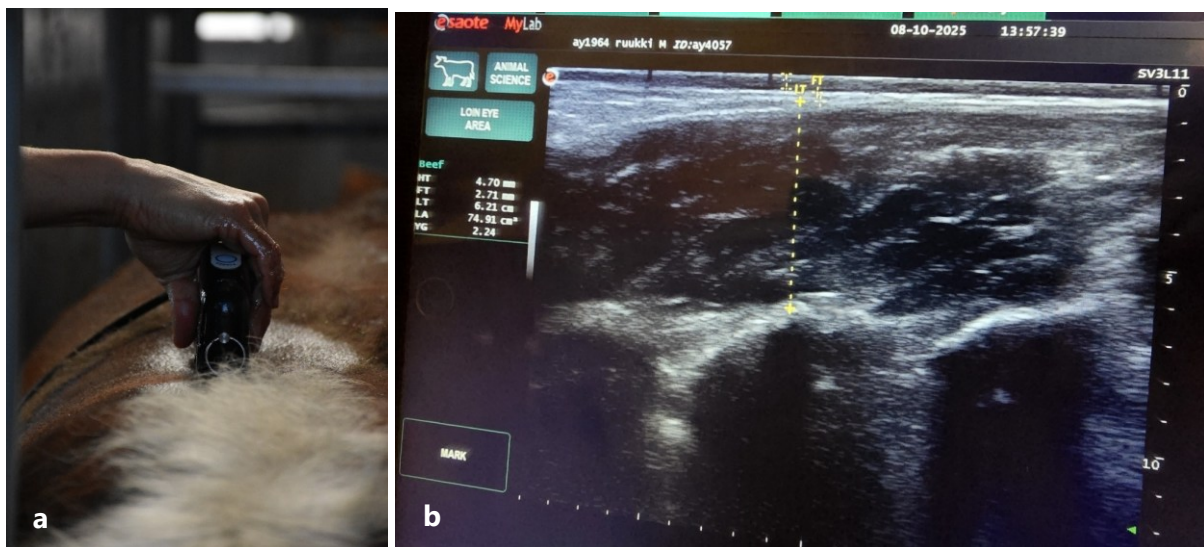 esaote MyLab
08-10-2025 13:57:39
ay1964 ruukki M ID:ay4057
SV3L11
ANIMAL
SCIENCE
LOIN EYE
AREA
Beef
HT 4.70 mm
FT 2.71 mm
LT 6.21 cm
LA 74.91 cm²
YG 2.24
LT
FT
0
5
10
MARK
a
b